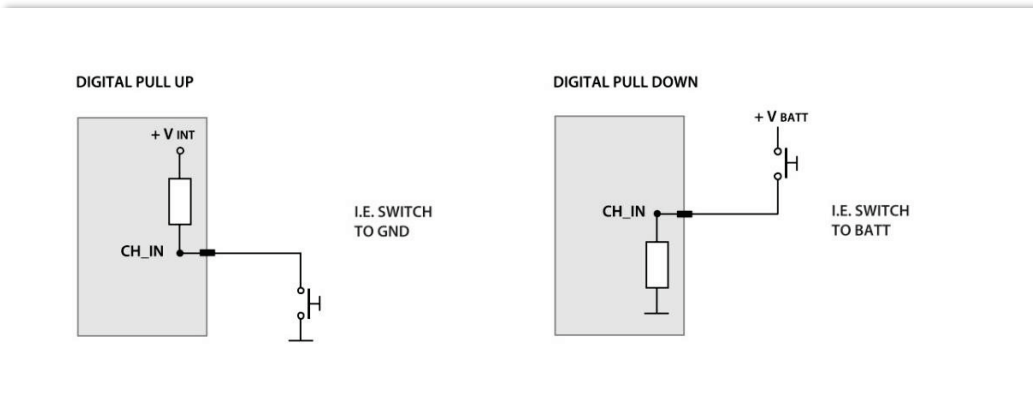 DIGITAL PULL UP
+ V INT
CH_IN
I.E. SWITCH
TO GND
DIGITAL PULL DOWN
+ V BATT
CH_IN
I.E. SWITCH
TO BATT